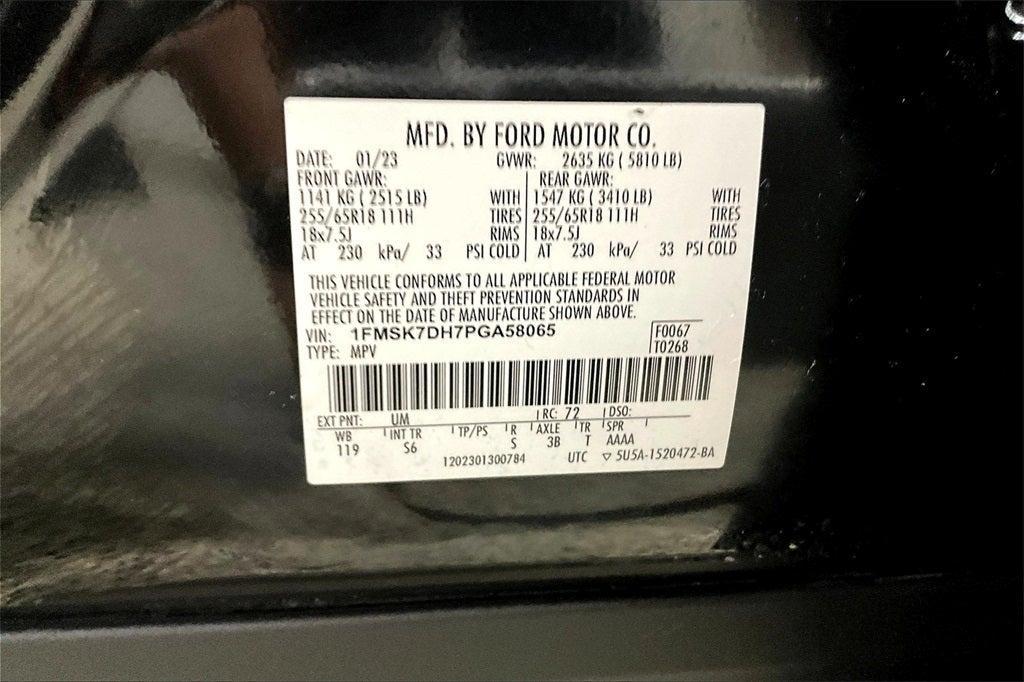 MFD. BY FORD MOTOR CO.
DATE: 01/23 GVWR: 2635 KG ( 5810 LB)
FRONT GAWR: REAR GAWR:
1141 KG ( 2515 LB) WITH 1547 KG ( 3410 LB) WITH
255/65R18 111H TIRES 255/65R18 111H TIRES
18x7.5J RIMS 18x7.5J RIMS
AT 230 kPa/ 33 PSI COLD AT 230 kPa/ 33 PSI COLD
THIS VEHICLE CONFORMS TO ALL APPLICABLE FEDERAL MOTOR
VEHICLE SAFETY AND THEFT PREVENTION STANDARDS IN
EFFECT ON THE DATE OF MANUFACTURE SHOWN ABOVE.
VIN: 1FMSK7DH7PGA58065 F0067
TYPE: MPV T0268
EXT PNT: UM RC: 72 DSO:
WB INT TR TP/PS R AXLE TR SPR
119 S6 S 3B T AAAA
1202301300784 UTC ▽ 5U5A-1520472-BA